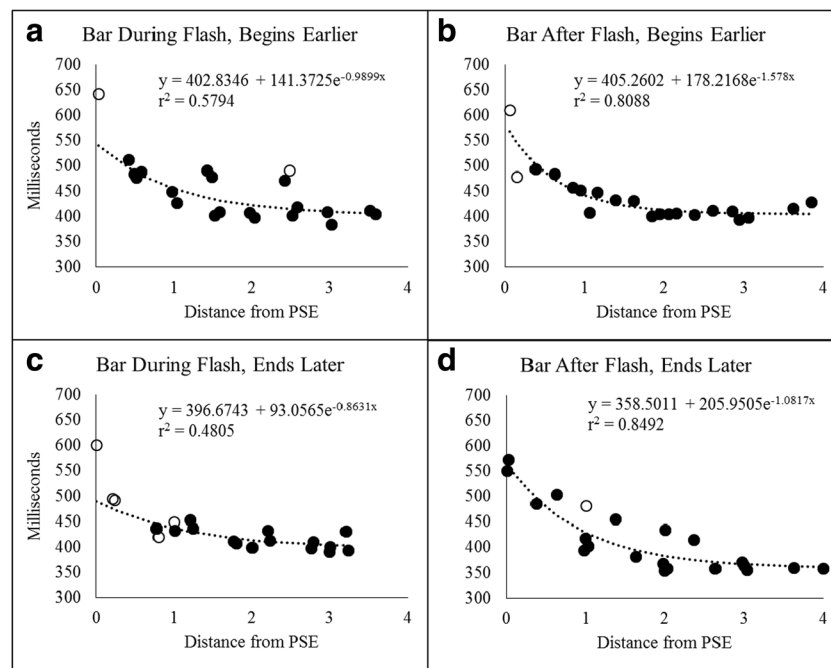 a
Bar During Flash, Begins Earlier
y = 402.8346 + 141.3725e^-0.9899x
r² = 0.5794
Milliseconds
700
650
600
550
500
450
400
350
300
0 1 2 3 4
Distance from PSE
b
Bar After Flash, Begins Earlier
y = 405.2602 + 178.2168e^-1.578x
r² = 0.8088
700
650
600
550
500
450
400
350
300
0 1 2 3 4
Distance from PSE
c
Bar During Flash, Ends Later
y = 396.6743 + 93.0565e^-0.8631x
r² = 0.4805
Milliseconds
700
650
600
550
500
450
400
350
300
0 1 2 3 4
Distance from PSE
d
Bar After Flash, Ends Later
y = 358.5011 + 205.9505e^-1.0817x
r² = 0.8492
700
650
600
550
500
450
400
350
300
0 1 2 3 4
Distance from PSE